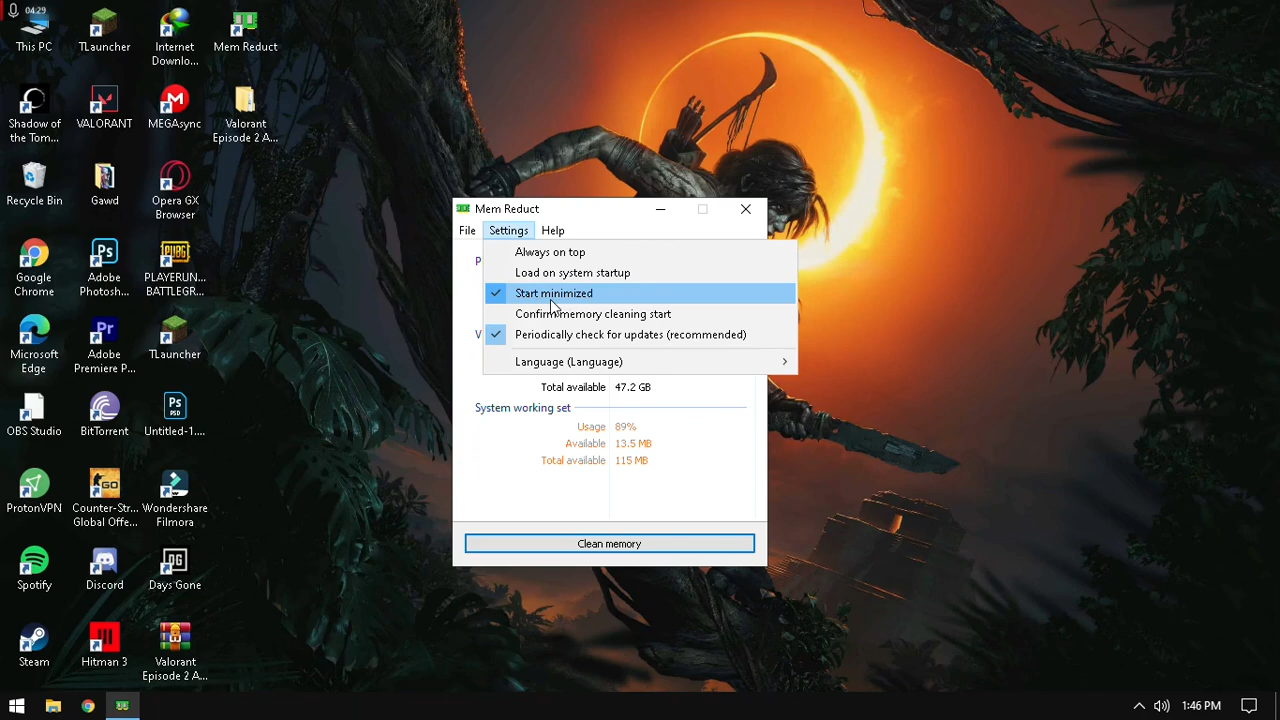 04:29
This PC
TLauncher
Internet
Downlo...
Mem Reduct
Shadow of
the Tom...
VALORANT
MEGAsync
Valorant
Episode 2 A...
Recycle Bin
Gawd
Opera GX
Browser
Google
Chrome
Adobe
Photosh...
PLAYERUN...
BATTLEGR...
Microsoft
Edge
Adobe
Premiere P...
TLauncher
OBS Studio
BitTorrent
Untitled-1....
ProtonVPN
Counter-Str...
Global Offe...
Wondershare
Filmora
Spotify
Discord
Days Gone
Steam
Hitman 3
Valorant
Episode 2 A...
Mem Reduct
File Settings Help
Always on top
Load on system startup
Start minimized
Confirm memory cleaning start
Periodically check for updates (recommended)
Language (Language)
Total available 47.2 GB
System working set
Usage 89%
Available 13.5 MB
Total available 115 MB
Clean memory
1:46 PM